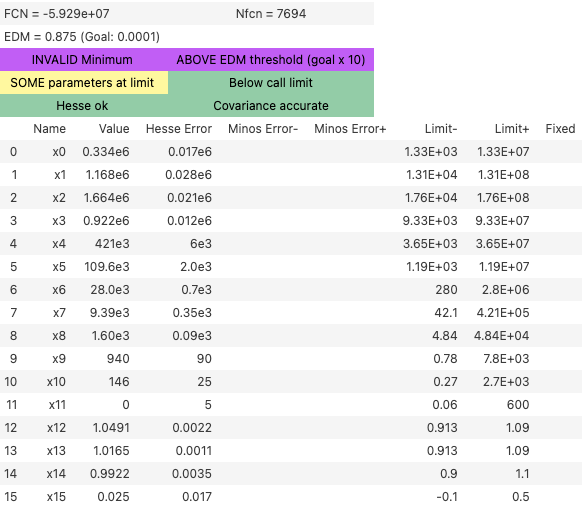 FCN = -5.929e+07 Nfcn = 7694
EDM = 0.875 (Goal: 0.0001)
INVALID Minimum ABOVE EDM threshold (goal x 10)
SOME parameters at limit Below call limit
Hesse ok Covariance accurate
Name Value Hesse Error Minos Error- Minos Error+ Limit- Limit+ Fixed
0 x0 0.334e6 0.017e6 1.33E+03 1.33E+07
1 x1 1.168e6 0.028e6 1.31E+04 1.31E+08
2 x2 1.664e6 0.021e6 1.76E+04 1.76E+08
3 x3 0.922e6 0.012e6 9.33E+03 9.33E+07
4 x4 421e3 6e3 3.65E+03 3.65E+07
5 x5 109.6e3 2.0e3 1.19E+03 1.19E+07
6 x6 28.0e3 0.7e3 280 2.8E+06
7 x7 9.39e3 0.35e3 42.1 4.21E+05
8 x8 1.60e3 0.09e3 4.84 4.84E+04
9 x9 940 90 0.78 7.8E+03
10 x10 146 25 0.27 2.7E+03
11 x11 0 5 0.06 600
12 x12 1.0491 0.0022 0.913 1.09
13 x13 1.0165 0.0011 0.913 1.09
14 x14 0.9922 0.0035 0.9 1.1
15 x15 0.025 0.017 -0.1 0.5